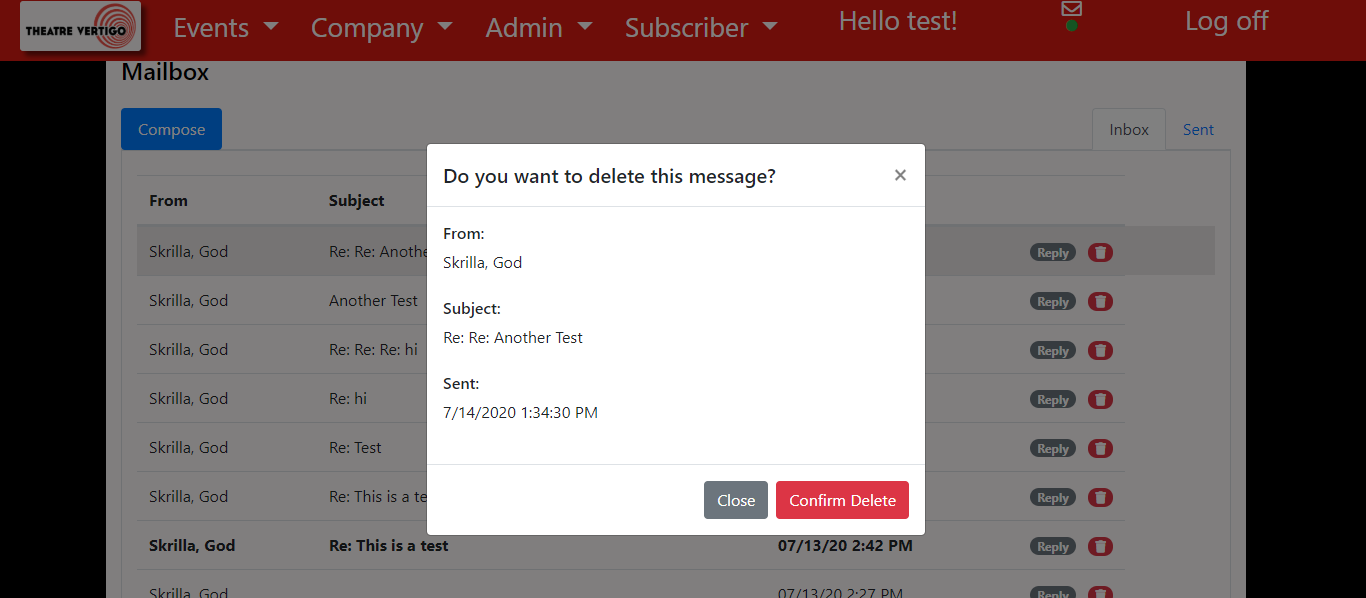 THEATRE VERTIGO
Events Company Admin Subscriber Hello test! Log off
Mailbox
Compose Inbox Sent
Do you want to delete this message? ×
From:
Skrilla, God
Subject:
Re: Re: Another Test
Sent:
7/14/2020 1:34:30 PM
Close Confirm Delete
From Subject
Skrilla, God Re: Re: Anothe Reply
Skrilla, God Another Test Reply
Skrilla, God Re: Re: Re: hi Reply
Skrilla, God Re: hi Reply
Skrilla, God Re: Test Reply
Skrilla, God Re: This is a te Reply
Skrilla, God Re: This is a test 07/13/20 2:42 PM Reply
Skrilla, God 07/13/20 2:27 PM Reply